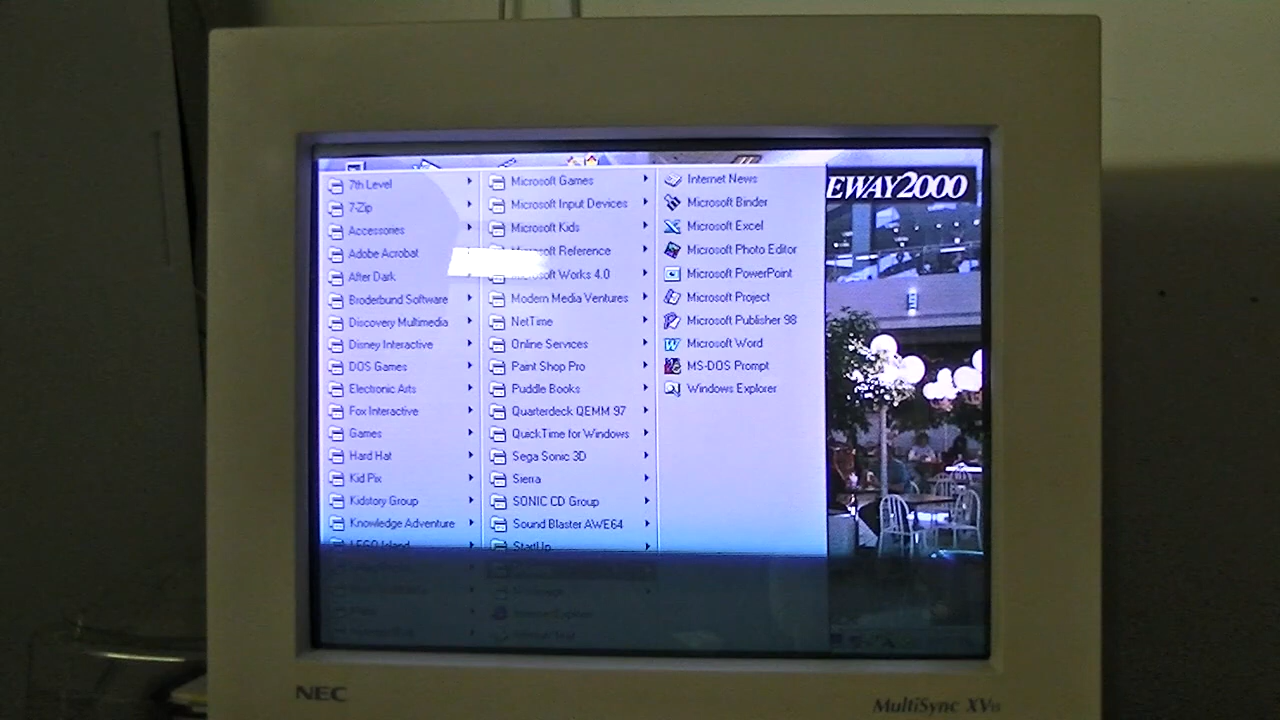 7th Level
7-Zip
Accessories
Adobe Acrobat
After Dark
Broderbund Software
Discovery Multimedia
Disney Interactive
DOS Games
Electronic Arts
Fox Interactive
Games
Hard Hat
Kid Pix
Kidstory Group
Knowledge Adventure
LEGO Island
Microsoft Games
Microsoft Input Devices
Microsoft Kids
Microsoft Reference
Microsoft Works 4.0
Modern Media Ventures
NetTime
Online Services
Paint Shop Pro
Puddle Books
Quarterdeck QEMM 97
QuickTime for Windows
Sega Sonic 3D
Sierra
SONIC CD Group
Sound Blaster AWE64
StartUp
Internet News
Microsoft Binder
Microsoft Excel
Microsoft Photo Editor
Microsoft PowerPoint
Microsoft Project
Microsoft Publisher 98
Microsoft Word
MS-DOS Prompt
Windows Explorer
EWAY2000
NEC
MultiSync XV15